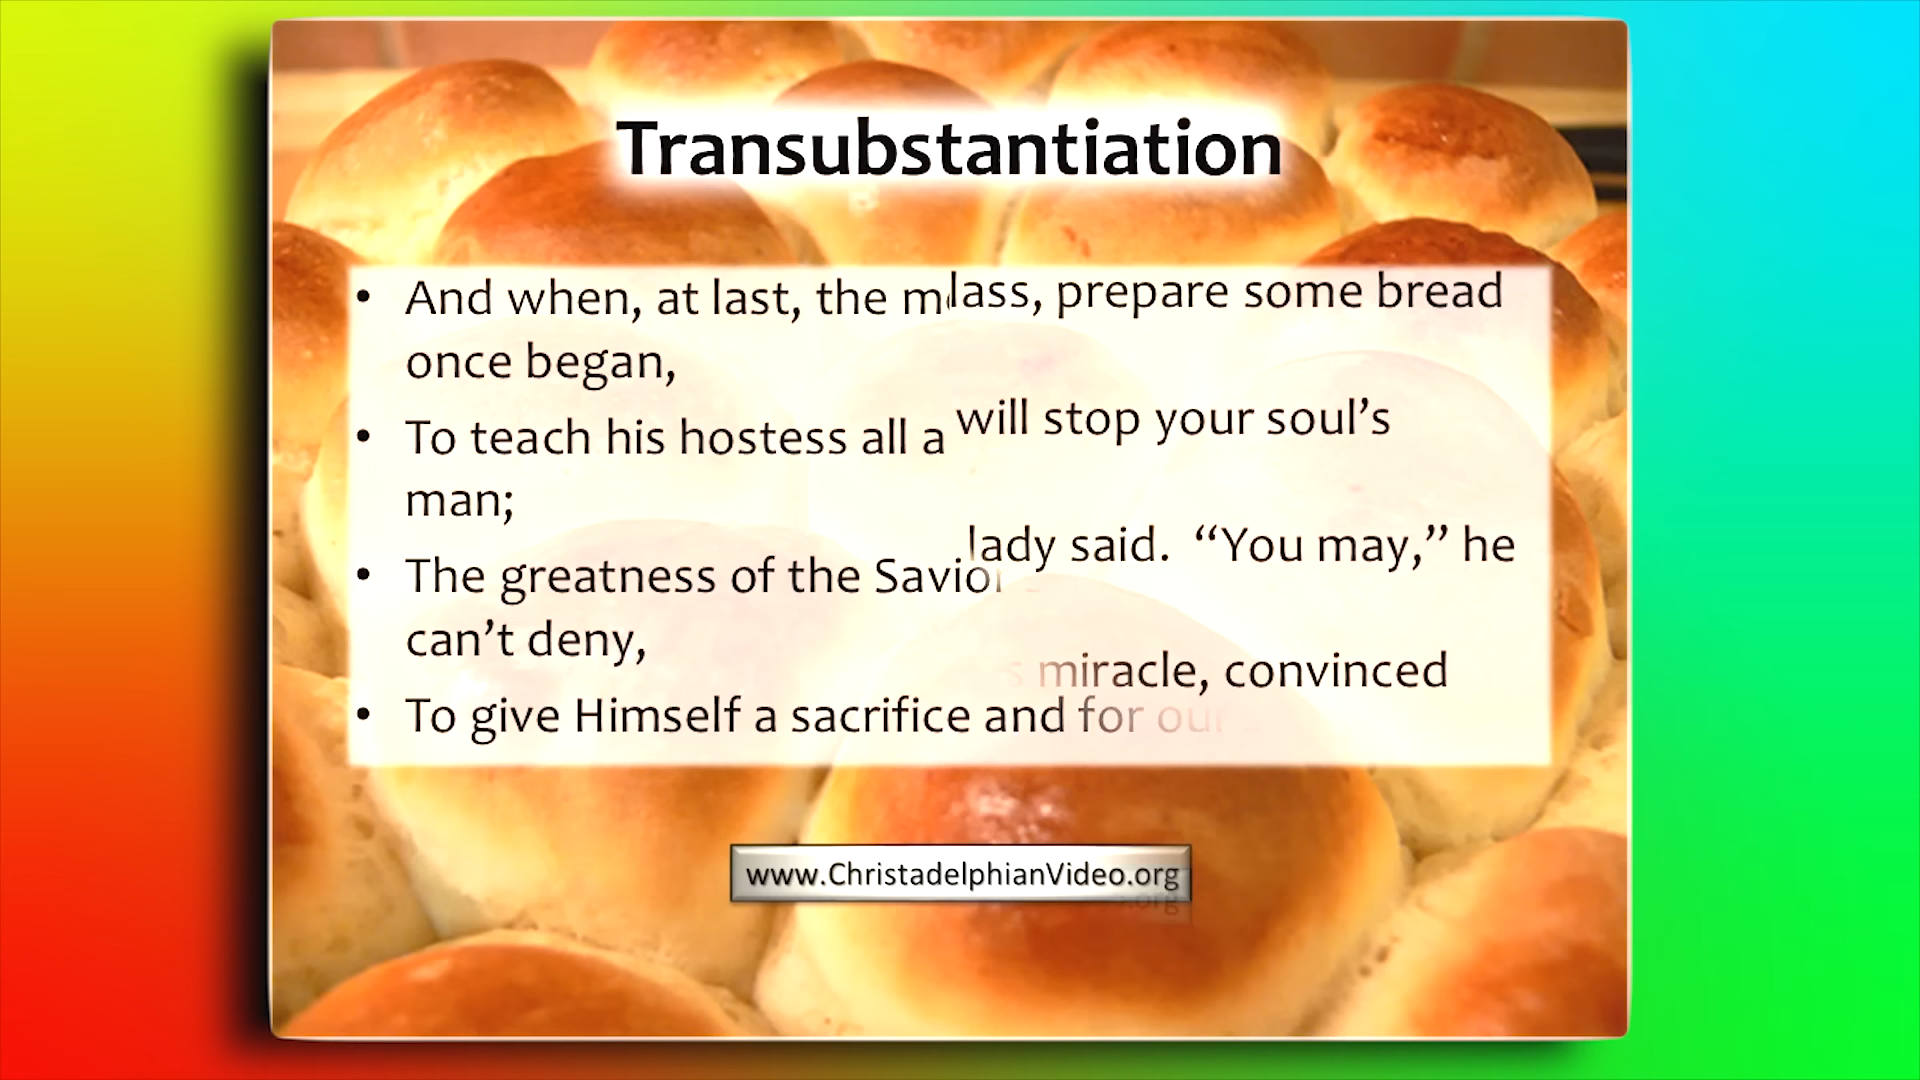 Transubstantiation
• And when, at last, the
lass, prepare some bread
once began,
• To teach his hostess all a
will stop your soul’s
man;
lady said. “You may,” he
• The greatness of the
can’t deny,
miracle, convinced
• To give Himself a sacrifice and for our
www.ChristadelphianVideo.org